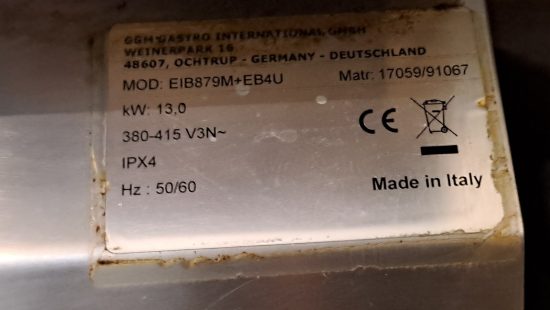 GGM GASTRO INTERNATIONAL GMBH
WEINERPARK 16
48607, OCHTRUP - GERMANY - DEUTSCHLAND
MOD: EIB879M+EB4U Matr: 17059/91067
kW: 13,0
380-415 V3N~
CE
IPX4
Hz : 50/60
Made in Italy